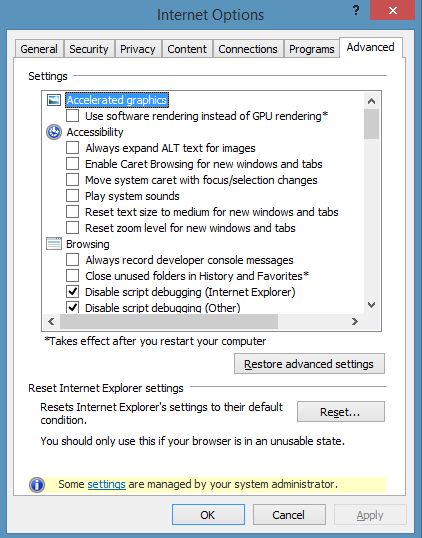 Internet Options
?
×
General
Security
Privacy
Content
Connections
Programs
Advanced
Settings
Accelerated graphics
Use software rendering instead of GPU rendering*
Accessibility
Always expand ALT text for images
Enable Caret Browsing for new windows and tabs
Move system caret with focus/selection changes
Play system sounds
Reset text size to medium for new windows and tabs
Reset zoom level for new windows and tabs
Browsing
Always record developer console messages
Close unused folders in History and Favorites*
Disable script debugging (Internet Explorer)
Disable script debugging (Other)
*Takes effect after you restart your computer
Restore advanced settings
Reset Internet Explorer settings
Resets Internet Explorer's settings to their default
condition.
Reset...
You should only use this if your browser is in an unusable state.
Some settings are managed by your system administrator.
OK
Cancel
Apply